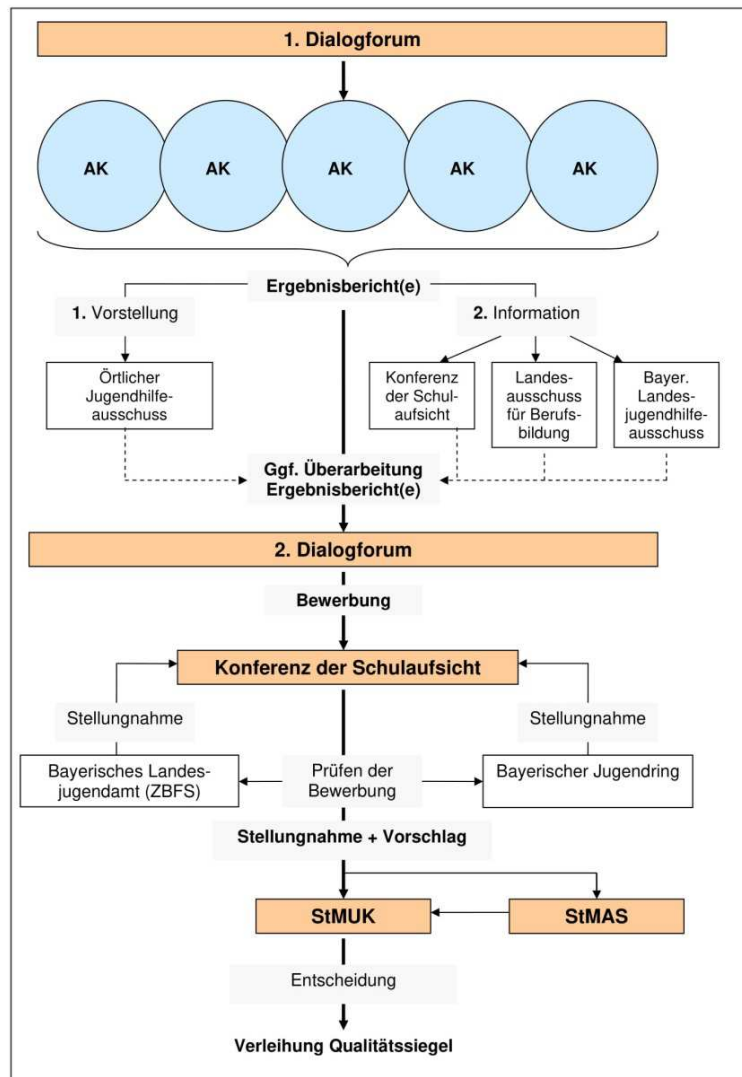 1. Dialogforum
AK
AK
AK
AK
AK
Ergebnisbericht(e)
1. Vorstellung
2. Information
Örtlicher
Jugendhilfe-
ausschuss
Konferenz
der Schul-
aufsicht
Landes-
ausschuss
für Berufs-
bildung
Bayer.
Landes-
jugendhilfe-
ausschuss
Ggf. Überarbeitung
Ergebnisbericht(e)
2. Dialogforum
Bewerbung
Konferenz der Schulaufsicht
Stellungnahme
Stellungnahme
Bayerisches Landes-
jugendamt (ZBFS)
Prüfen der
Bewerbung
Bayerischer Jugendring
Stellungnahme + Vorschlag
StMUK
StMAS
Entscheidung
Verleihung Qualitätssiegel